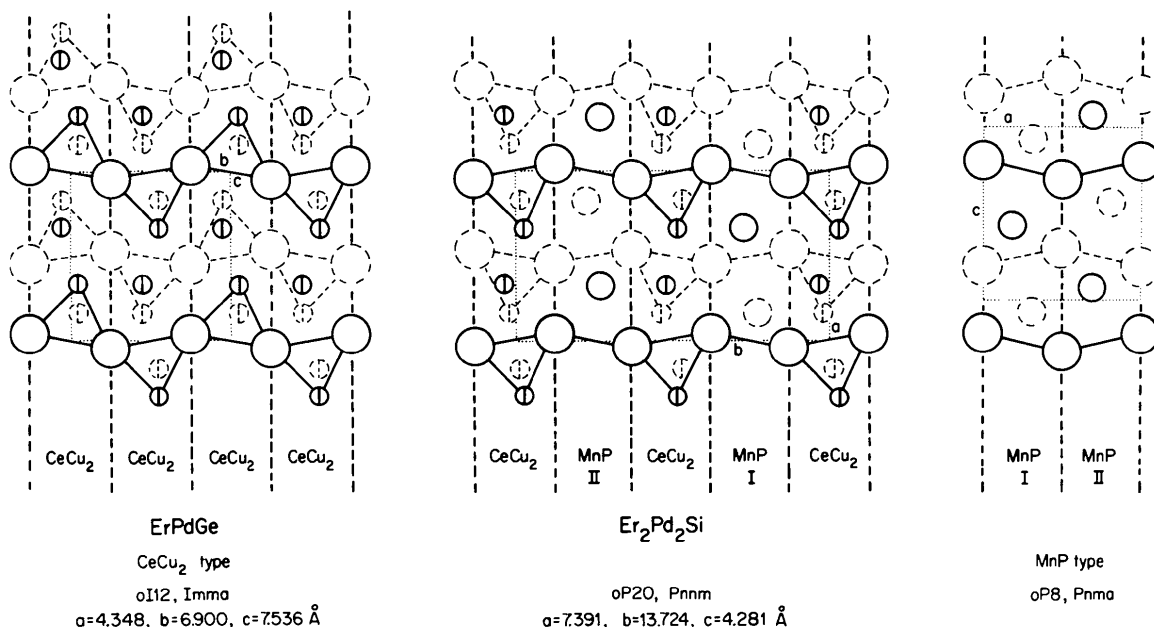 b
c
b
a
a
c
CeCu₂ CeCu₂ CeCu₂ CeCu₂
CeCu₂ MnP II CeCu₂ MnP I CeCu₂
MnP I MnP II
ErPdGe
CeCu₂ type
oI12, Imma
a=4.348, b=6.900, c=7.536 Å
Er₂Pd₂Si
oP20, Pnnm
a=7.391, b=13.724, c=4.281 Å
MnP type
oP8, Pnma